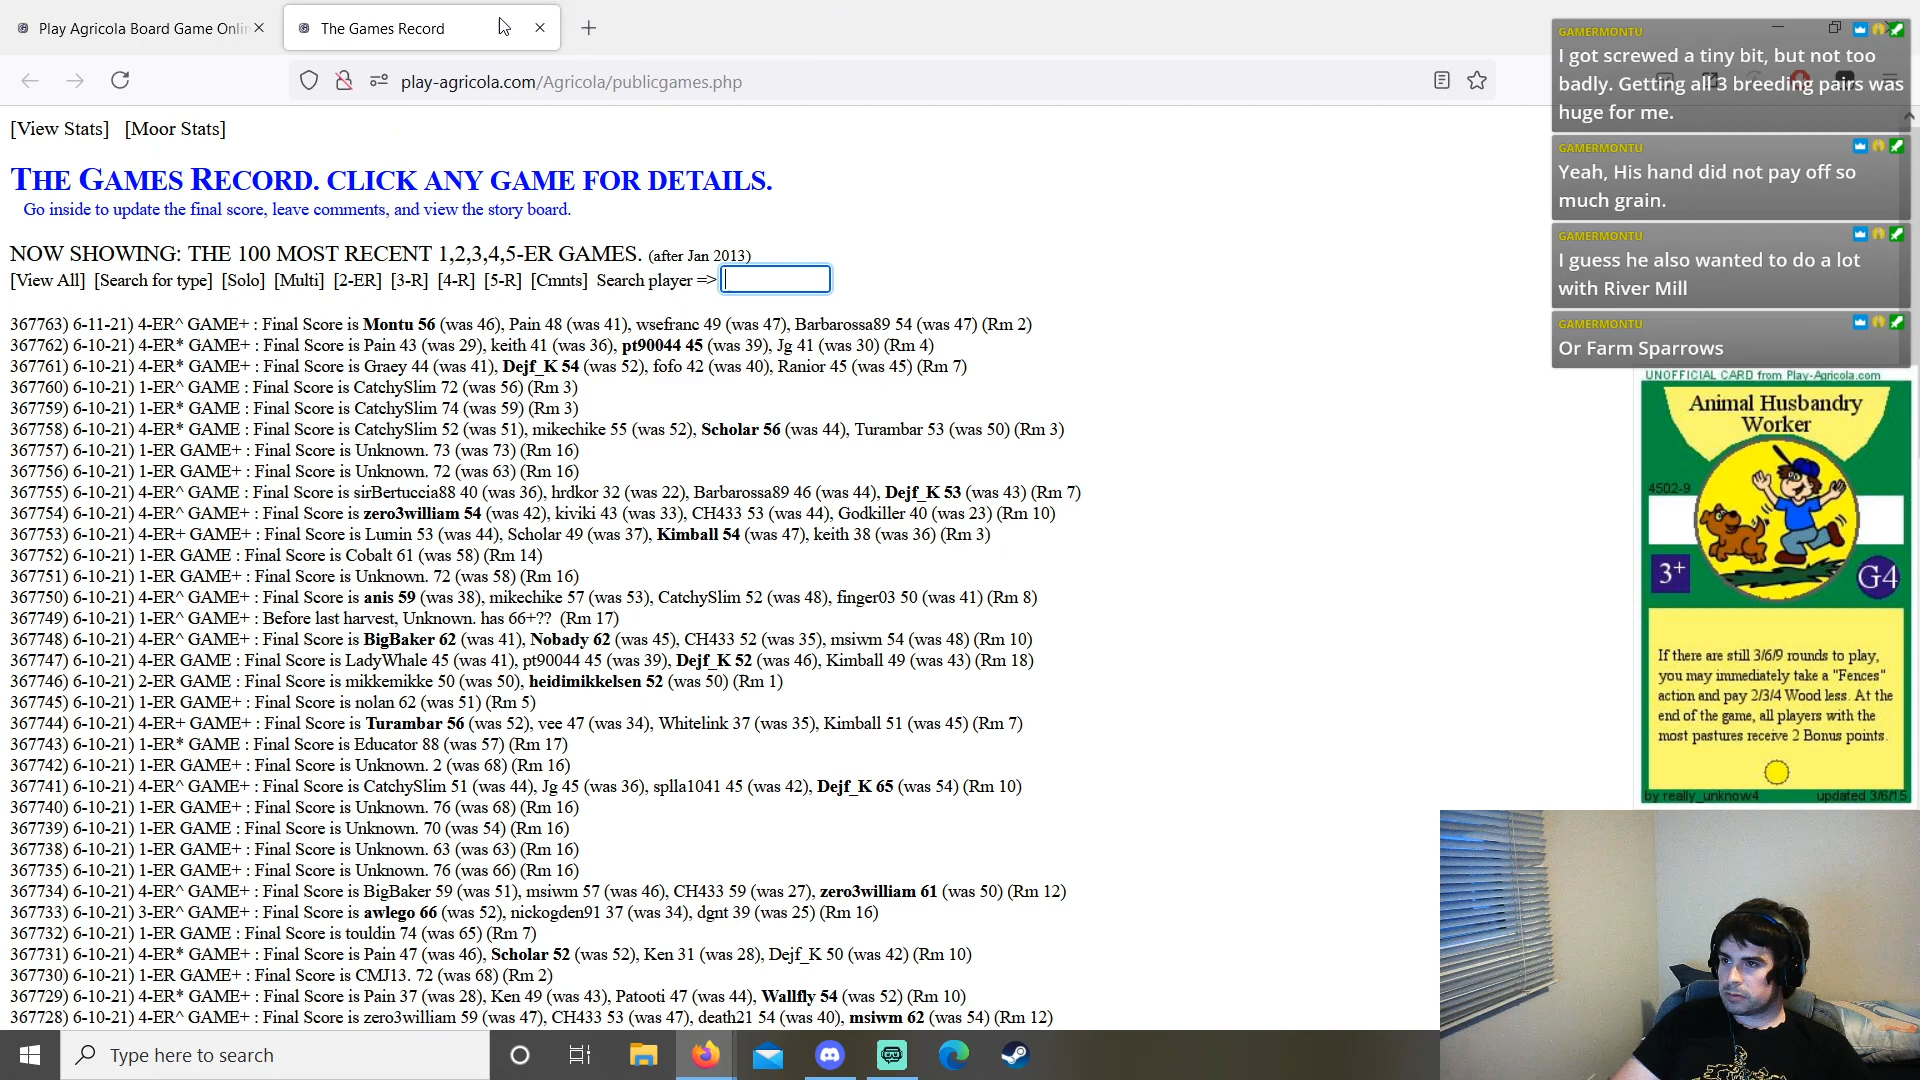 Play Agricola Board Game Onli
The Games Record
play-agricola.com/Agricola/publicgames.php
[View Stats] [Moor Stats]
THE GAMES RECORD. CLICK ANY GAME FOR DETAILS.
Go inside to update the final score, leave comments, and view the story board.
NOW SHOWING: THE 100 MOST RECENT 1,2,3,4,5-ER GAMES. (after Jan 2013)
[View All] [Search for type] [Solo] [Multi] [2-ER] [3-R] [4-R] [5-R] [Cmnts] Search player =>
367763) 6-11-21) 4-ER^ GAME+ : Final Score is Montu 56 (was 46), Pain 48 (was 41), wsefranc 49 (was 47), Barbarossa89 54 (was 47) (Rm 2)
367762) 6-10-21) 4-ER* GAME+ : Final Score is Pain 43 (was 29), keith 41 (was 36), pt90044 45 (was 39), Jg 41 (was 30) (Rm 4)
367761) 6-10-21) 4-ER* GAME+ : Final Score is Graey 44 (was 41), Dejf_K 54 (was 52), fofo 42 (was 40), Ranior 45 (was 45) (Rm 7)
367760) 6-10-21) 1-ER^ GAME : Final Score is CatchySlim 72 (was 56) (Rm 3)
367759) 6-10-21) 1-ER* GAME : Final Score is CatchySlim 74 (was 59) (Rm 3)
367758) 6-10-21) 4-ER* GAME : Final Score is CatchySlim 52 (was 51), mikechike 55 (was 52), Scholar 56 (was 44), Turambar 53 (was 50) (Rm 3)
367757) 6-10-21) 1-ER GAME+ : Final Score is Unknown. 73 (was 73) (Rm 16)
367756) 6-10-21) 1-ER GAME+ : Final Score is Unknown. 72 (was 63) (Rm 16)
367755) 6-10-21) 4-ER^ GAME : Final Score is sirBertuccia88 40 (was 36), hrdkor 32 (was 22), Barbarossa89 46 (was 44), Dejf_K 53 (was 43) (Rm 7)
367754) 6-10-21) 4-ER^ GAME+ : Final Score is zero3william 54 (was 42), kiviki 43 (was 33), CH433 53 (was 44), Godkiller 40 (was 23) (Rm 10)
367753) 6-10-21) 4-ER+ GAME+ : Final Score is Lumin 53 (was 44), Scholar 49 (was 37), Kimball 54 (was 47), keith 38 (was 36) (Rm 3)
367752) 6-10-21) 1-ER GAME : Final Score is Cobalt 61 (was 58) (Rm 14)
367751) 6-10-21) 1-ER GAME+ : Final Score is Unknown. 72 (was 58) (Rm 16)
367750) 6-10-21) 4-ER^ GAME+ : Final Score is anis 59 (was 38), mikechike 57 (was 53), CatchySlim 52 (was 48), finger03 50 (was 41) (Rm 8)
367749) 6-10-21) 1-ER^ GAME+ : Before last harvest, Unknown. has 66+?? (Rm 17)
367748) 6-10-21) 4-ER^ GAME+ : Final Score is BigBaker 62 (was 41), Nobady 62 (was 45), CH433 52 (was 35), msiwm 54 (was 48) (Rm 10)
367747) 6-10-21) 4-ER GAME : Final Score is LadyWhale 45 (was 41), pt90044 45 (was 39), Dejf_K 52 (was 46), Kimball 49 (was 43) (Rm 18)
367746) 6-10-21) 2-ER GAME : Final Score is mikkemikke 50 (was 50), heidimikkelsen 52 (was 50) (Rm 1)
367745) 6-10-21) 1-ER GAME : Final Score is nolan 62 (was 51) (Rm 5)
367744) 6-10-21) 4-ER+ GAME+ : Final Score is Turambar 56 (was 52), vee 47 (was 34), Whitelink 37 (was 35), Kimball 51 (was 45) (Rm 7)
367743) 6-10-21) 1-ER* GAME : Final Score is Educator 88 (was 57) (Rm 17)
367742) 6-10-21) 1-ER GAME+ : Final Score is Unknown. 2 (was 68) (Rm 16)
367741) 6-10-21) 4-ER^ GAME+ : Final Score is CatchySlim 51 (was 44), Jg 45 (was 36), splla1041 45 (was 42), Dejf_K 65 (was 54) (Rm 10)
367740) 6-10-21) 1-ER GAME+ : Final Score is Unknown. 76 (was 68) (Rm 16)
367739) 6-10-21) 1-ER GAME : Final Score is Unknown. 70 (was 54) (Rm 16)
367738) 6-10-21) 1-ER GAME+ : Final Score is Unknown. 63 (was 63) (Rm 16)
367735) 6-10-21) 1-ER GAME+ : Final Score is Unknown. 76 (was 66) (Rm 16)
367734) 6-10-21) 4-ER^ GAME+ : Final Score is BigBaker 59 (was 51), msiwm 57 (was 46), CH433 59 (was 27), zero3william 61 (was 50) (Rm 12)
367733) 6-10-21) 3-ER^ GAME+ : Final Score is awlego 66 (was 52), nickogden91 37 (was 34), dgnt 39 (was 25) (Rm 16)
367732) 6-10-21) 1-ER GAME : Final Score is touldin 74 (was 65) (Rm 7)
367731) 6-10-21) 4-ER* GAME+ : Final Score is Pain 47 (was 46), Scholar 52 (was 52), Ken 31 (was 28), Dejf_K 50 (was 42) (Rm 10)
367730) 6-10-21) 1-ER GAME+ : Final Score is CMJ13. 72 (was 68) (Rm 2)
367729) 6-10-21) 4-ER* GAME+ : Final Score is Pain 37 (was 28), Ken 49 (was 43), Patooti 47 (was 44), Wallfly 54 (was 52) (Rm 10)
367728) 6-10-21) 4-ER^ GAME+ : Final Score is zero3william 59 (was 47), CH433 53 (was 47), death21 54 (was 40), msiwm 62 (was 54) (Rm 12)
GAMERMONTU
I got screwed a tiny bit, but not too
badly. Getting all 3 breeding pairs was
huge for me.
GAMERMONTU
Yeah, His hand did not pay off so
much grain.
GAMERMONTU
I guess he also wanted to do a lot
with River Mill
GAMERMONTU
Or Farm Sparrows
UNOFFICIAL CARD from Play-Agricola.com
Animal Husbandry
Worker
4502-9
3+
G4
If there are still 3/6/9 rounds to play,
you may immediately take a "Fences"
action and pay 2/3/4 Wood less. At the
end of the game, all players with the
most pastures receive 2 Bonus points.
by really_unknow4 updated 3/6/15
Type here to search